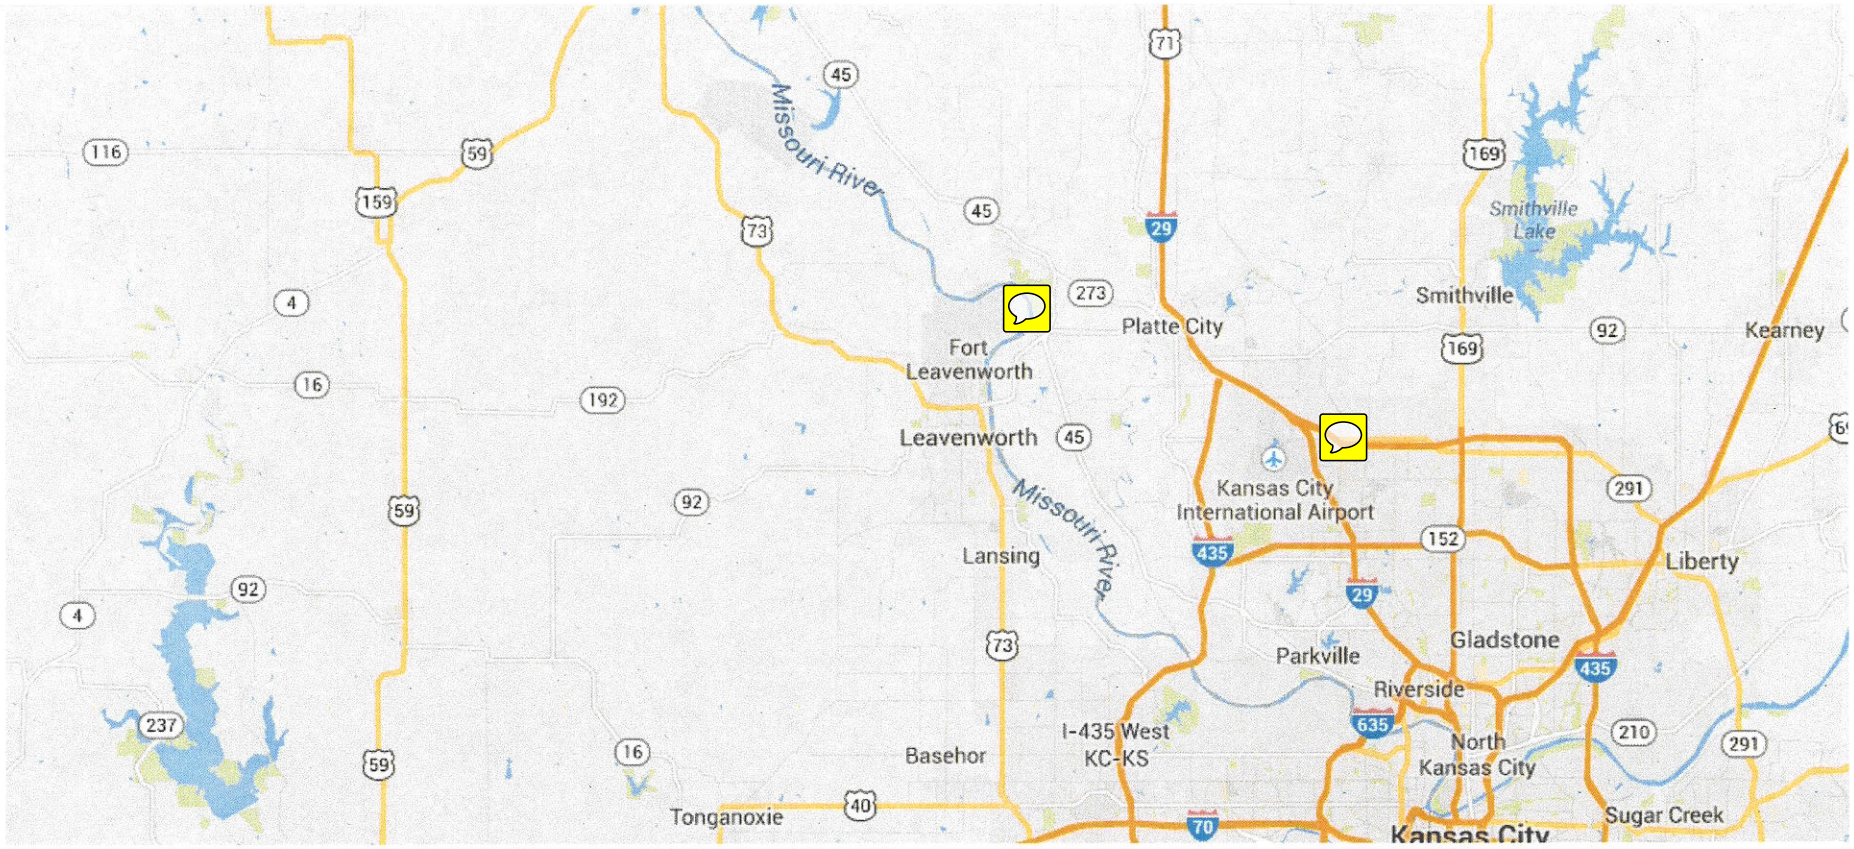 71
45
Missouri River
116
59
169
159
45
Smithville
Lake
73
29
4
273
Smithville
Platte City
92
Kearney
Fort
Leavenworth
169
16
192
Leavenworth
45
Kansas City
International Airport
291
92
59
Missouri River
152
Lansing
435
Liberty
92
4
29
73
Gladstone
Parkville
435
Riverside
237
635
I-435 West
KC-KS
210
North
Kansas City
291
16
Basehor
59
40
Tonganoxie
70
Sugar Creek
Kansas City